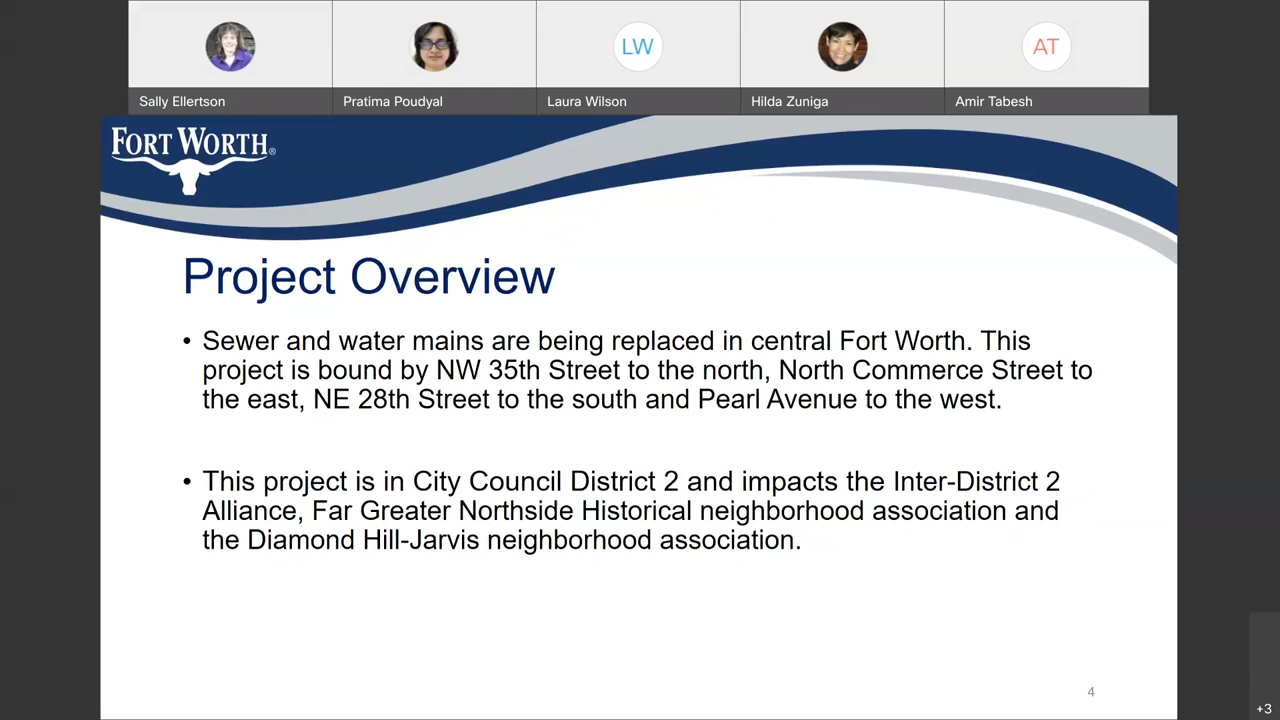 LW
AT
Sally Ellertson
Pratima Poudyal
Laura Wilson
Hilda Zuniga
Amir Tabesh
FORT WORTH®
Project Overview
• Sewer and water mains are being replaced in central Fort Worth. This
project is bound by NW 35th Street to the north, North Commerce Street to
the east, NE 28th Street to the south and Pearl Avenue to the west.
• This project is in City Council District 2 and impacts the Inter-District 2
Alliance, Far Greater Northside Historical neighborhood association and
the Diamond Hill-Jarvis neighborhood association.
4
+3